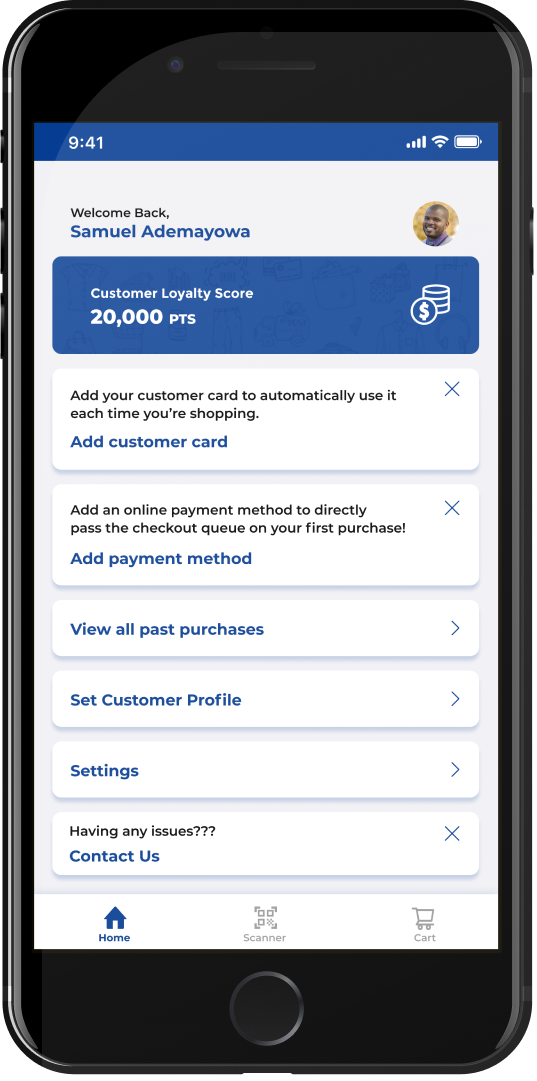 9:41
Welcome Back,
Samuel Ademayowa
Customer Loyalty Score
20,000 PTS
Add your customer card to automatically use it
each time you’re shopping.
Add customer card
Add an online payment method to directly
pass the checkout queue on your first purchase!
Add payment method
View all past purchases
Set Customer Profile
Settings
Having any issues???
Contact Us
Home
Scanner
Cart